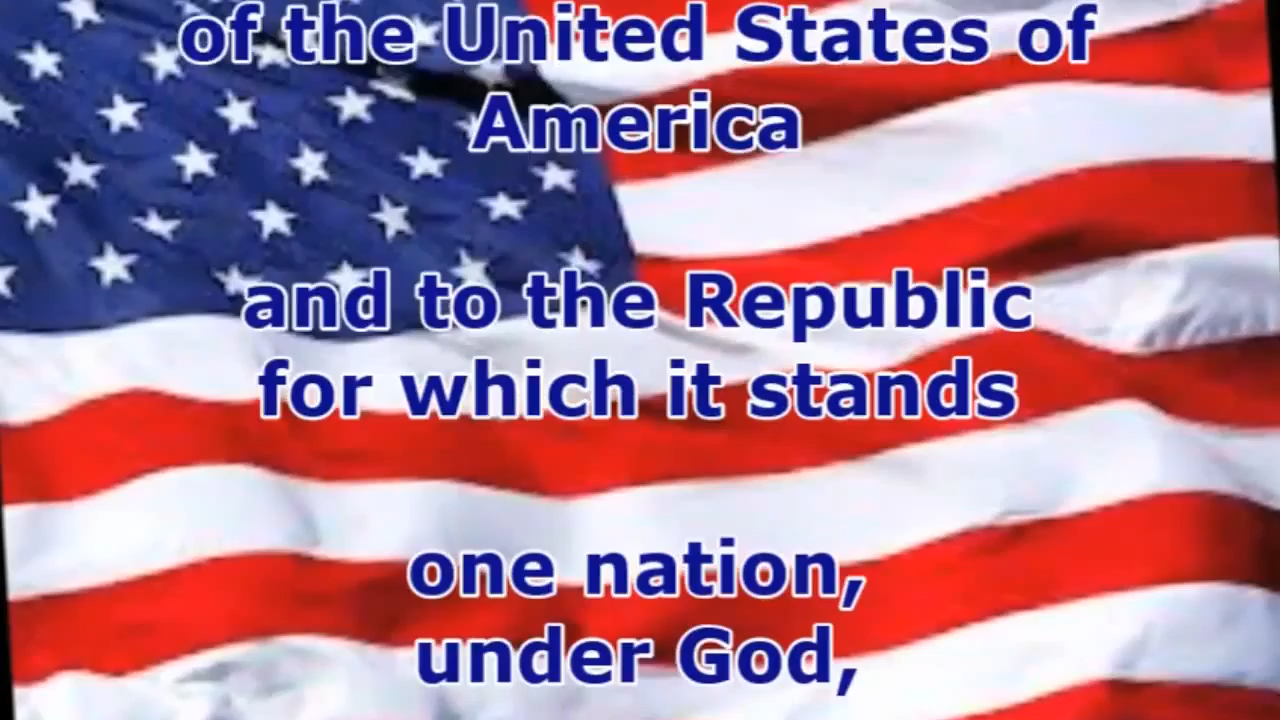 of the United States of
America
and to the Republic
for which it stands
one nation,
under God,